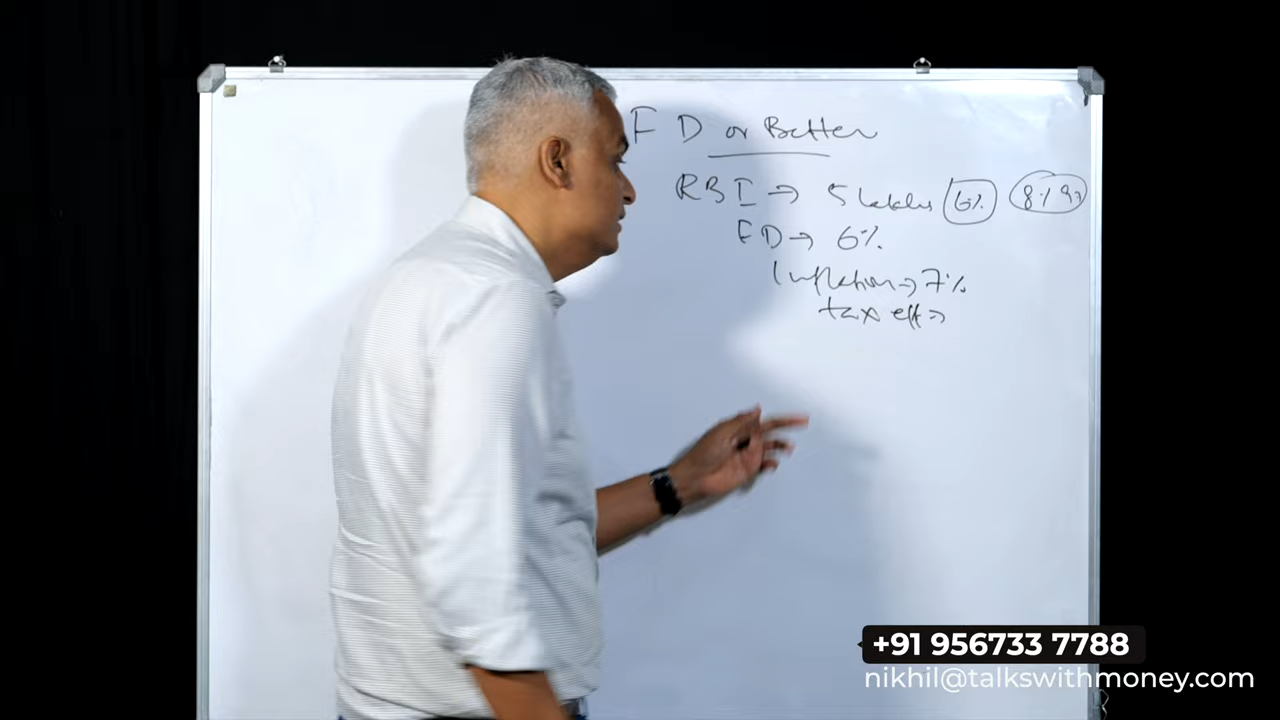 F D or Better
RBI → 5 lakhs 6% 8% 9%
FD → 6%
Inflation → 7%
tax eff →
+91 956733 7788
nikhil@talkswithmoney.com